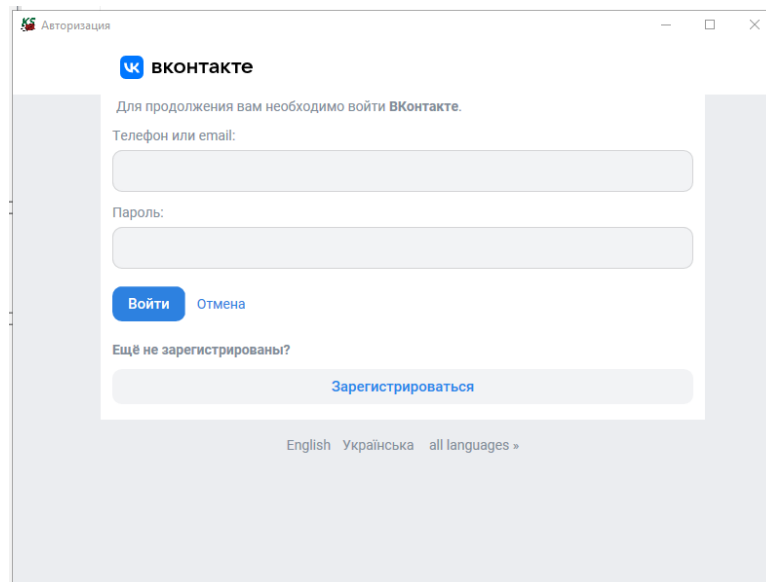 KS Авторизация
вконтакте
Для продолжения вам необходимо войти ВКонтакте.
Телефон или email:
Пароль:
Войти Отмена
Ещё не зарегистрированы?
Зарегистрироваться
English Українська all languages »